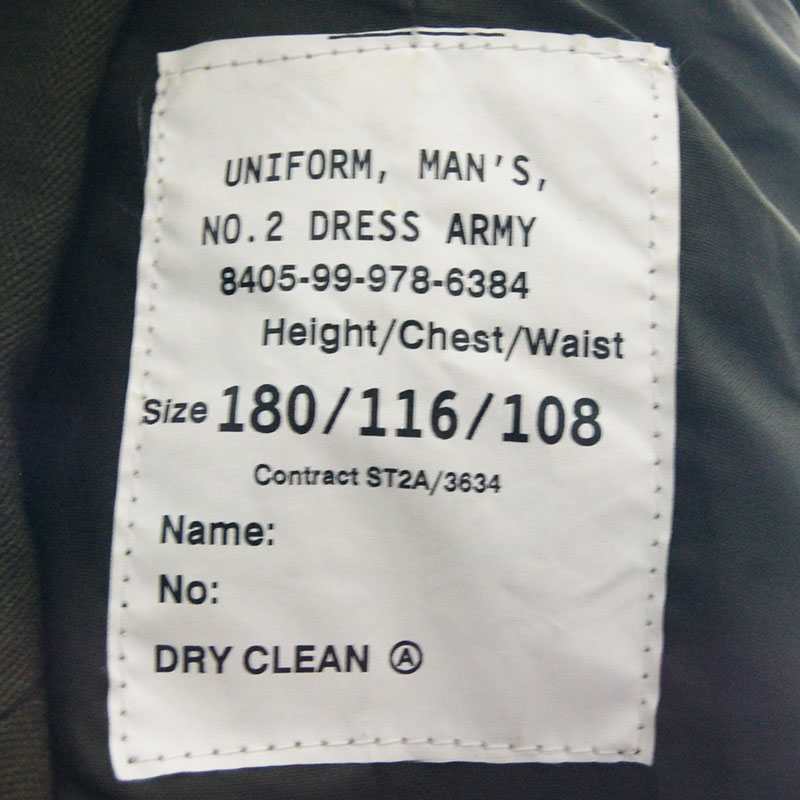 UNIFORM, MAN'S,
NO.2 DRESS ARMY
8405-99-978-6384
Height/Chest/Waist
Size 180/116/108
Contract ST2A/3634
Name:
No:
DRY CLEAN Ⓐ